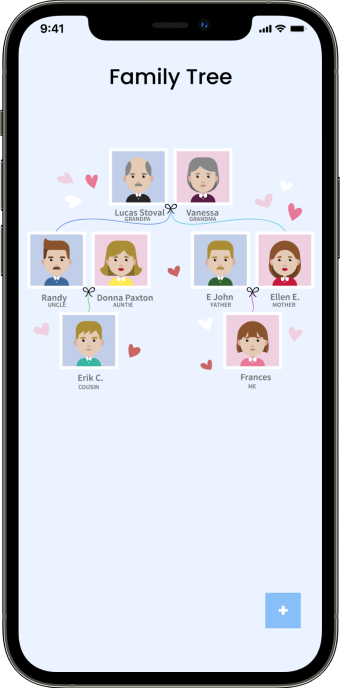 9:41
Family Tree
Lucas Stoval Vanessa
GRANDPA GRANDMA
Randy Donna Paxton E John Ellen E.
UNCLE AUNTIE FATHER MOTHER
Erik C. Frances
COUSIN ME
+